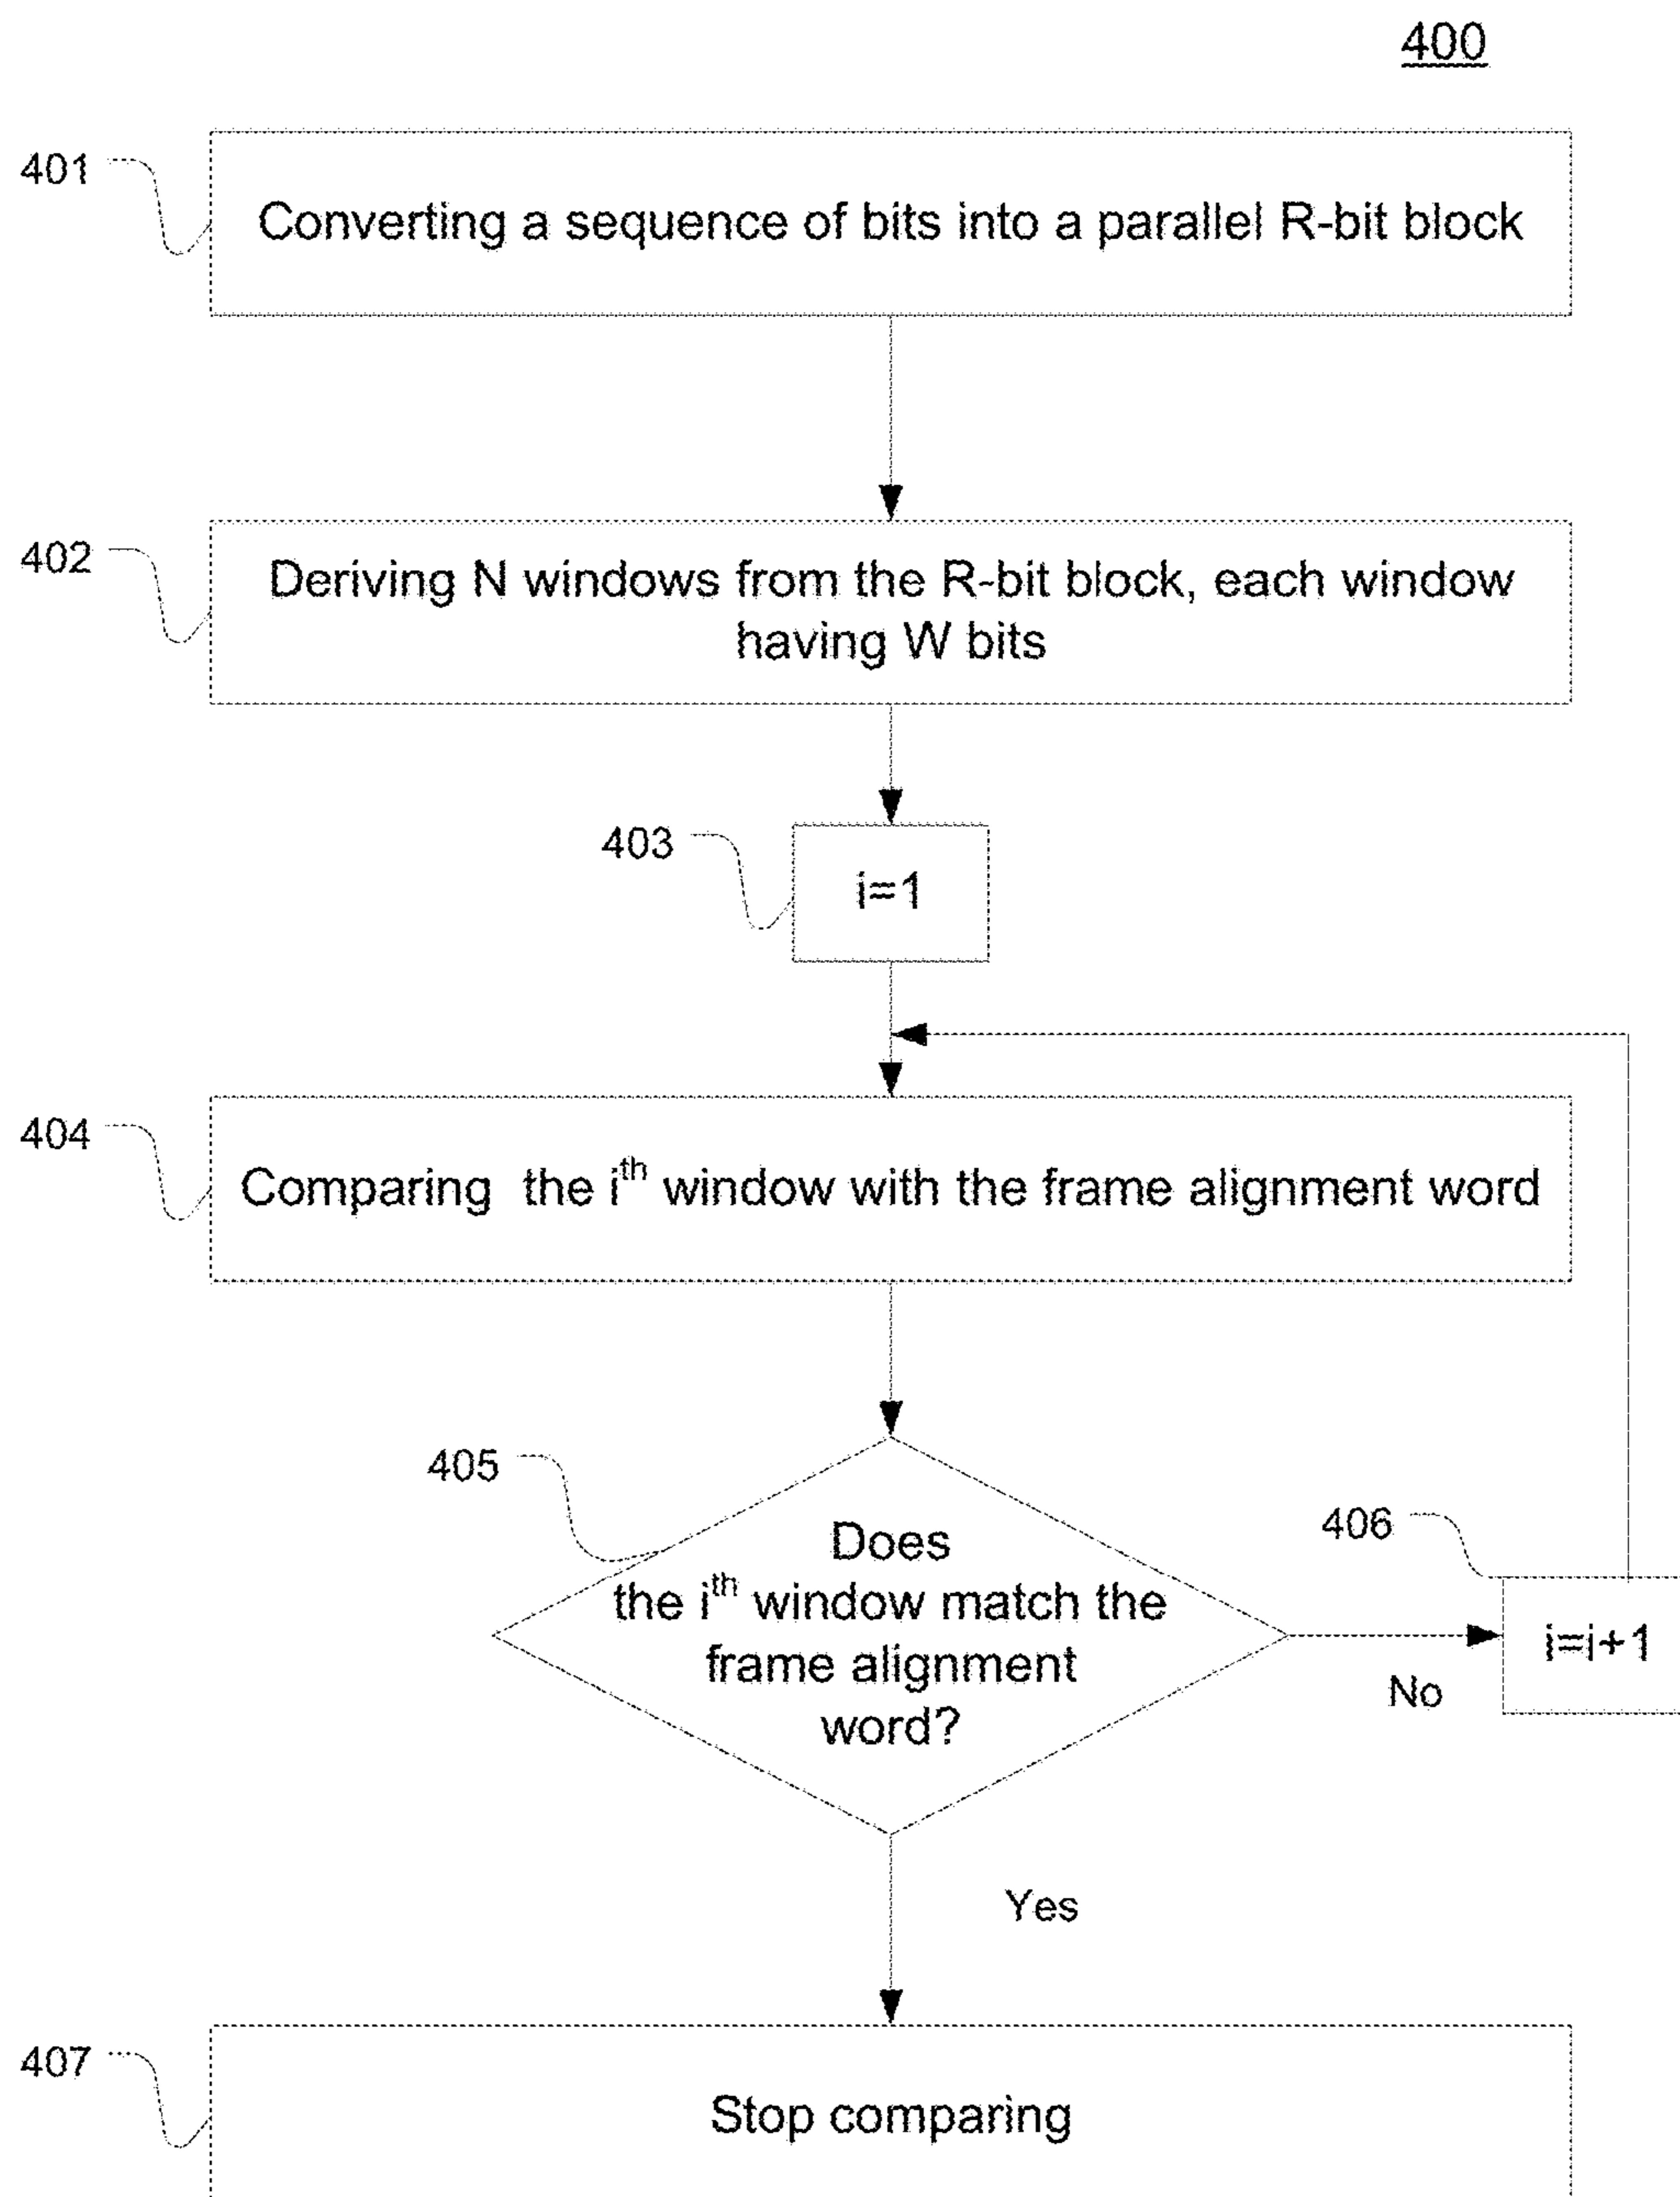 400
401
Converting a sequence of bits into a parallel R-bit block
402
Deriving N windows from the R-bit block, each window
having W bits
403
i=1
404
Comparing the ith window with the frame alignment word
405
Does
the ith window match the
frame alignment
word?
406
i=i+1
No
Yes
407
Stop comparing